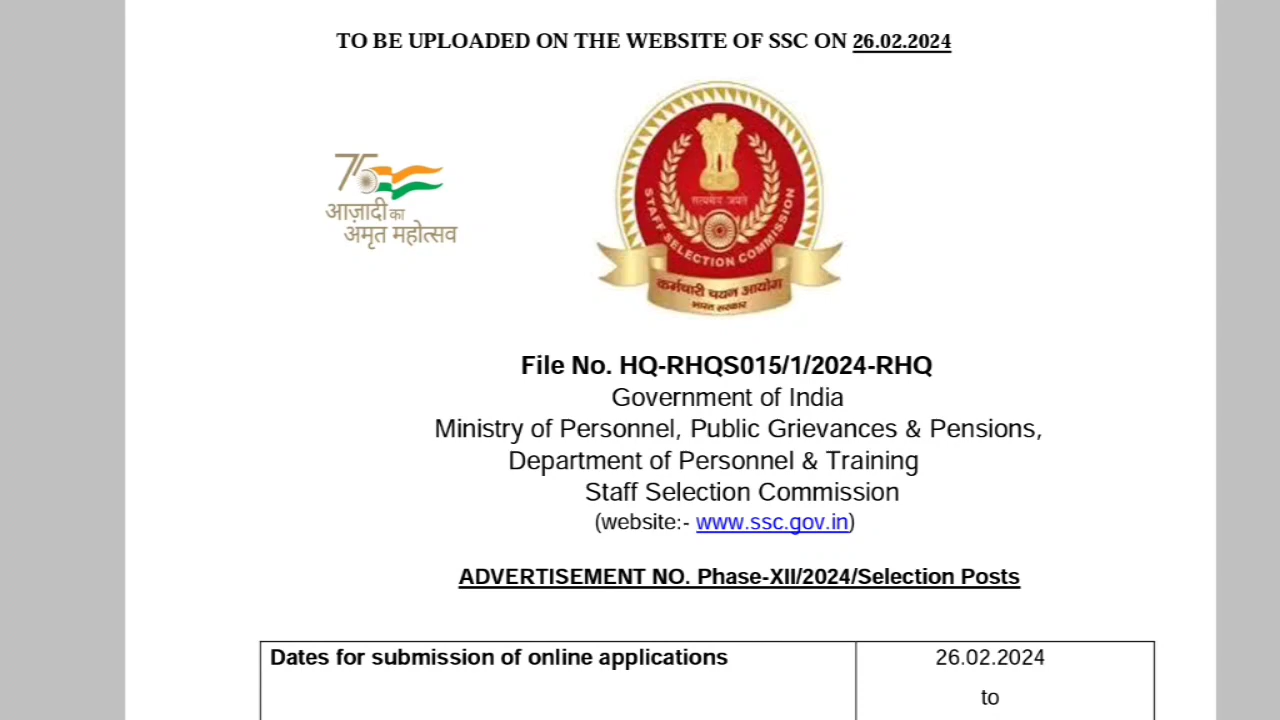 TO BE UPLOADED ON THE WEBSITE OF SSC ON 26.02.2024
75
आज़ादी का
अमृत महोत्सव
सत्यमेव जयते
STAFF SELECTION COMMISSION
कर्मचारी चयन आयोग
भारत सरकार
File No. HQ-RHQS015/1/2024-RHQ
Government of India
Ministry of Personnel, Public Grievances & Pensions,
Department of Personnel & Training
Staff Selection Commission
(website:- www.ssc.gov.in)
ADVERTISEMENT NO. Phase-XII/2024/Selection Posts
Dates for submission of online applications 26.02.2024
to